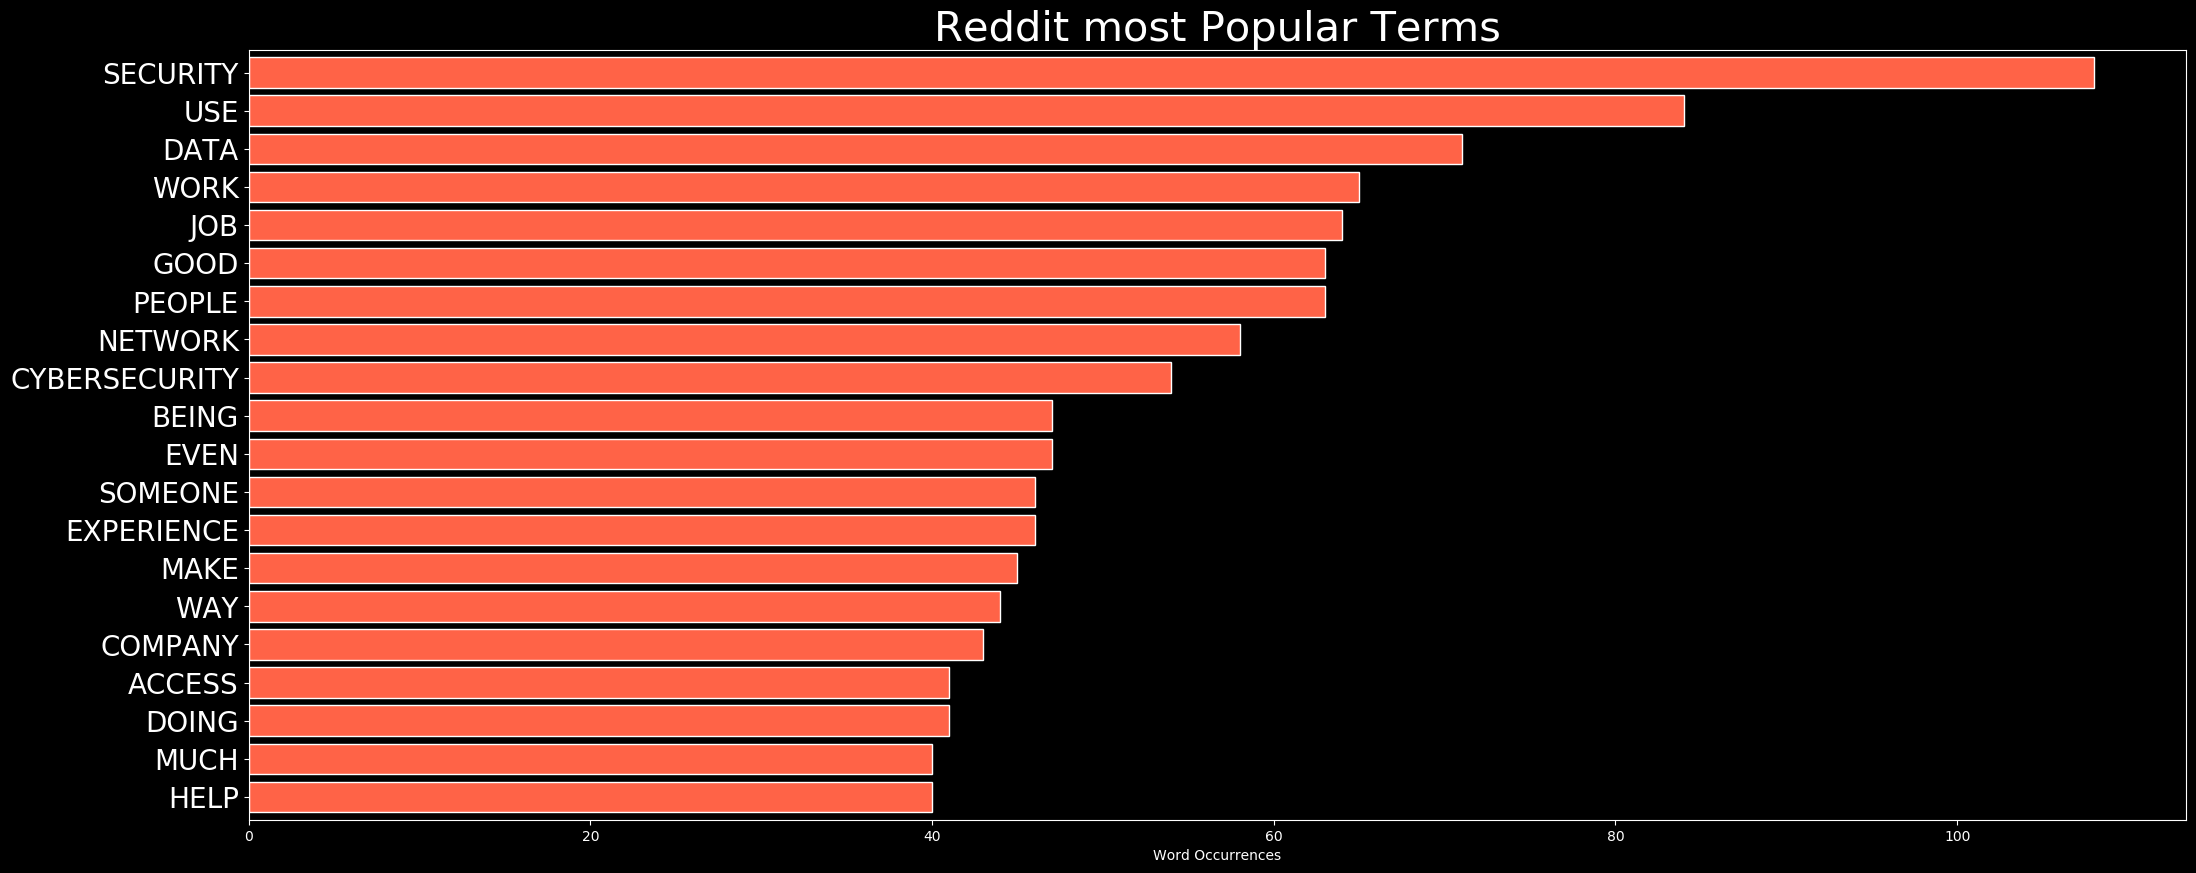 Reddit most Popular Terms
SECURITY
USE
DATA
WORK
JOB
GOOD
PEOPLE
NETWORK
CYBERSECURITY
BEING
EVEN
SOMEONE
EXPERIENCE
MAKE
WAY
COMPANY
ACCESS
DOING
MUCH
HELP
0 20 40 60 80 100
Word Occurrences